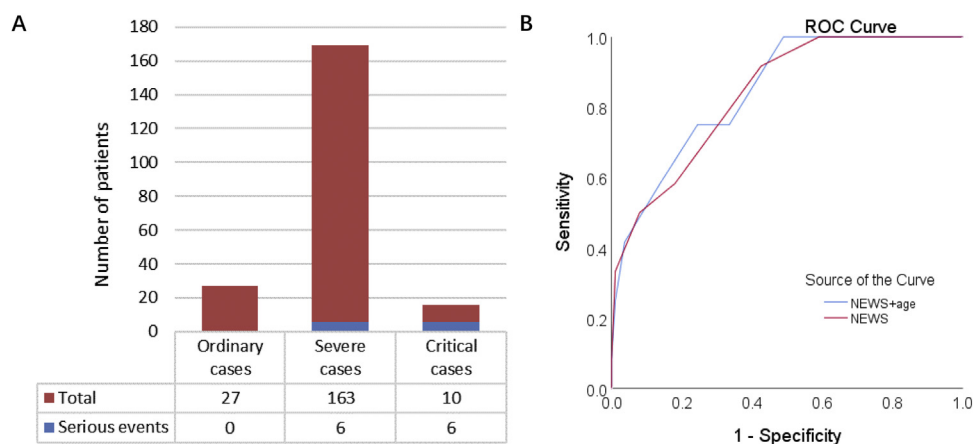 A
Number of patients
180
160
140
120
100
80
60
40
20
0
Ordinary cases
Severe cases
Critical cases
Total 27 163 10
Serious events 0 6 6
B
ROC Curve
Sensitivity
1.0
0.8
0.6
0.4
0.2
0.0
Source of the Curve
NEWS+age
NEWS
0.0 0.2 0.4 0.6 0.8 1.0
1 - Specificity